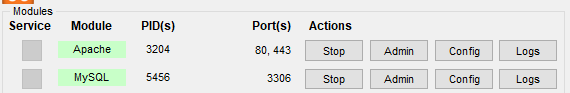 Modules
Service Module PID(s) Port(s) Actions
Apache 3204 80, 443 Stop Admin Config Logs
MySQL 5456 3306 Stop Admin Config Logs